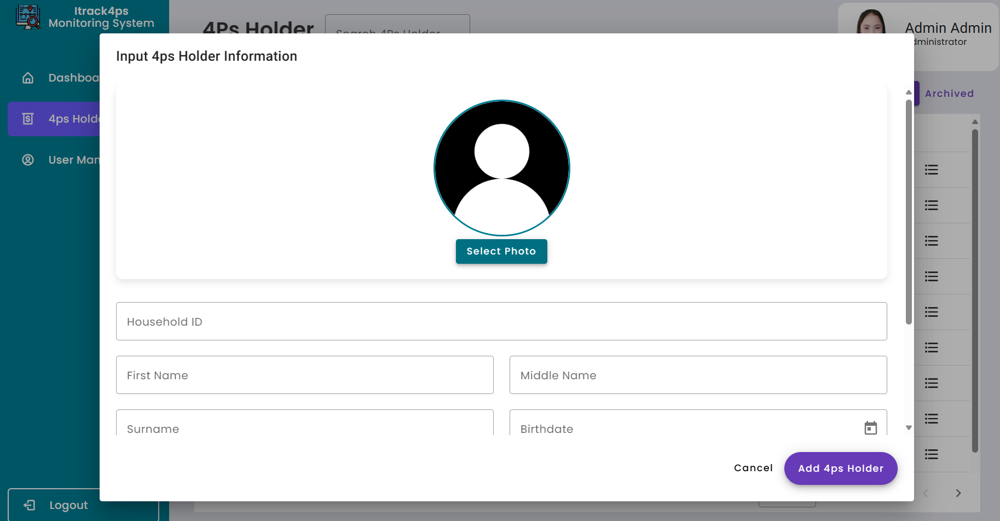 Itrack4ps
Monitoring System
4Ps Holder
Search 4Ps Holder
Admin Admin
dministrator
Input 4ps Holder Information
Dashboa
4ps Holde
User Man
Archived
Select Photo
Household ID
First Name
Middle Name
Surname
Birthdate
Cancel
Add 4ps Holder
Logout